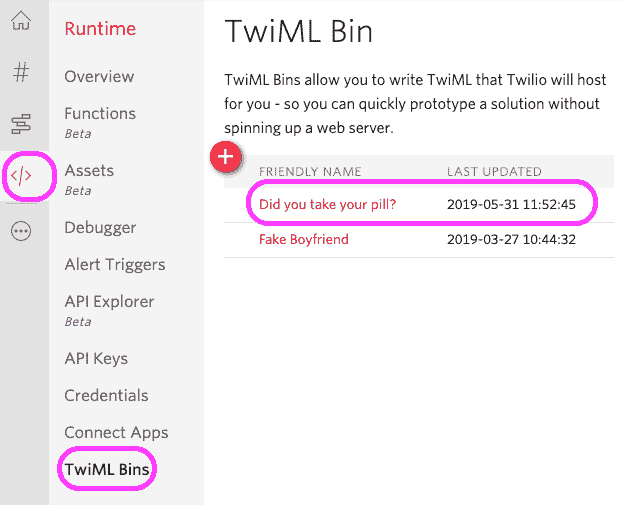 Runtime
Overview
Functions
Beta
Assets
Beta
Debugger
Alert Triggers
API Explorer
Beta
API Keys
Credentials
Connect Apps
TwiML Bins
TwiML Bin
TwiML Bins allow you to write TwiML that Twilio will host
for you - so you can quickly prototype a solution without
spinning up a web server.
FRIENDLY NAME LAST UPDATED
Did you take your pill? 2019-05-31 11:52:45
Fake Boyfriend 2019-03-27 10:44:32